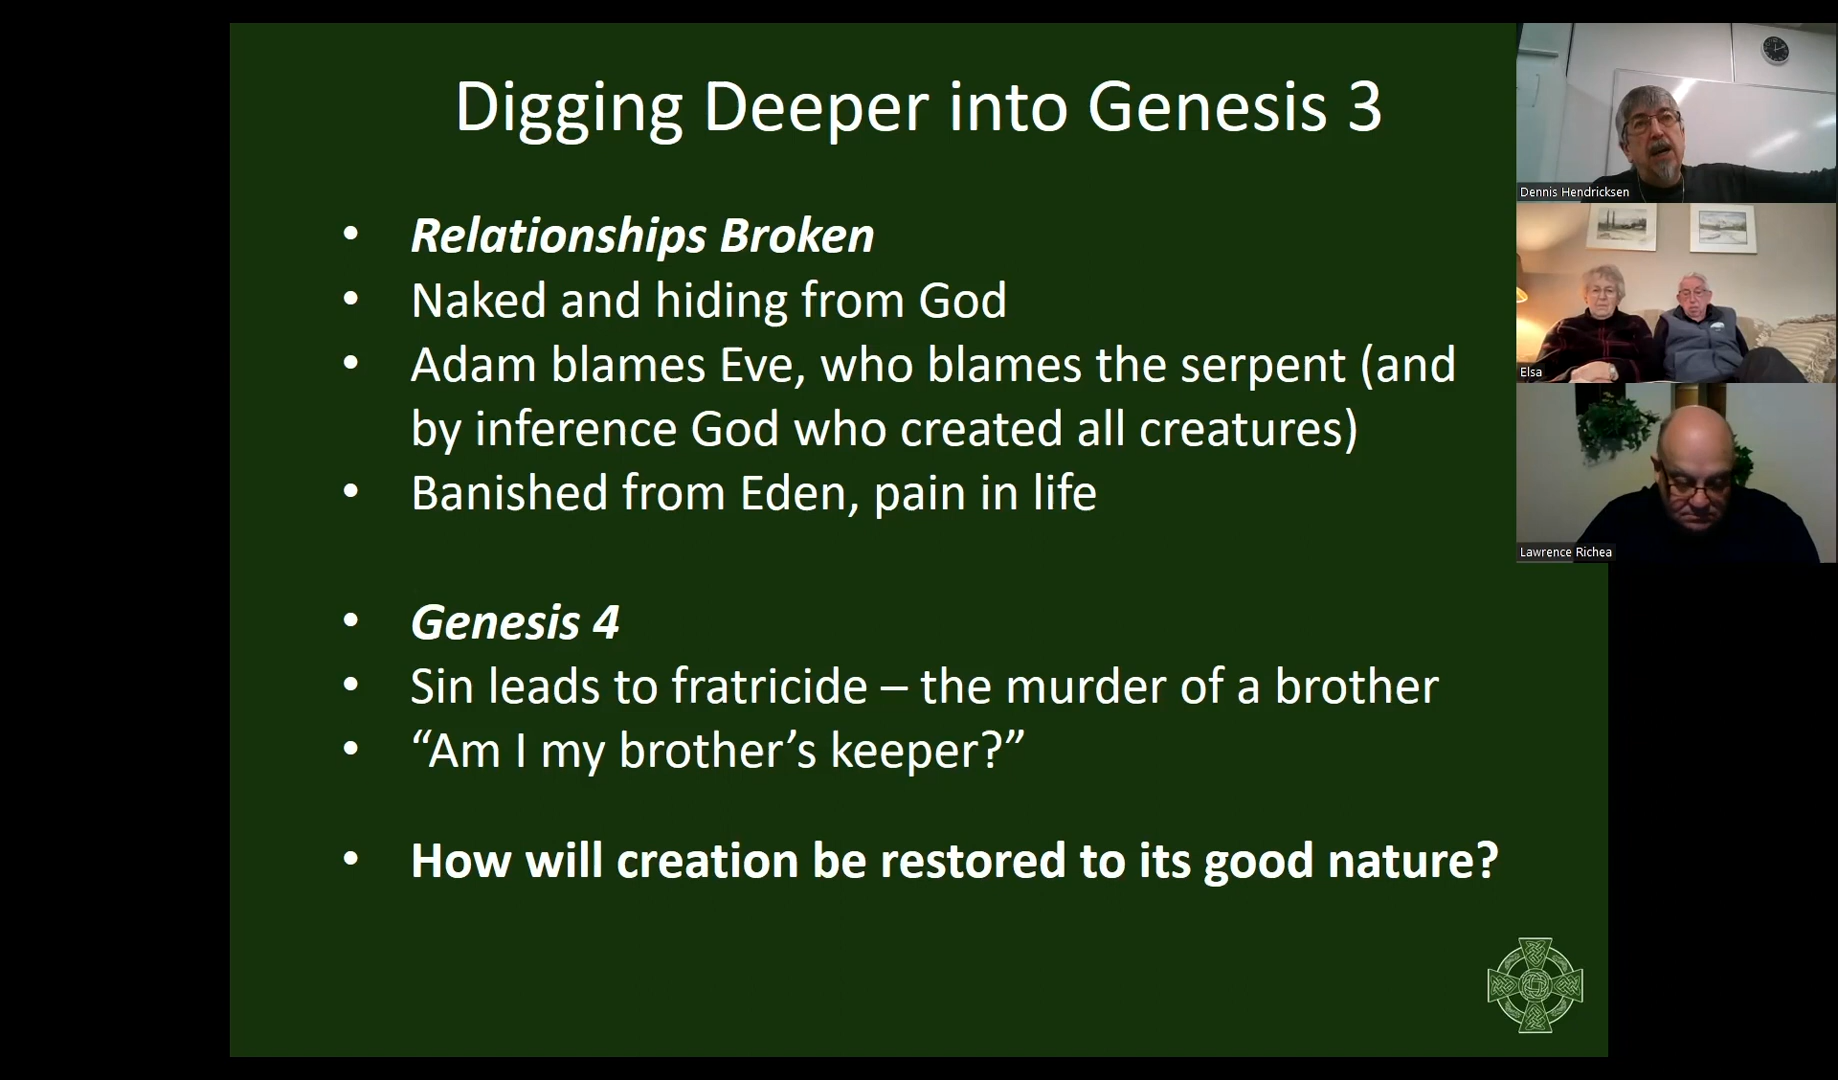 Digging Deeper into Genesis 3
• Relationships Broken
• Naked and hiding from God
• Adam blames Eve, who blames the serpent (and
by inference God who created all creatures)
• Banished from Eden, pain in life
• Genesis 4
• Sin leads to fratricide – the murder of a brother
• “Am I my brother’s keeper?”
• How will creation be restored to its good nature?
Dennis Hendricksen
Elsa
Lawrence Richea